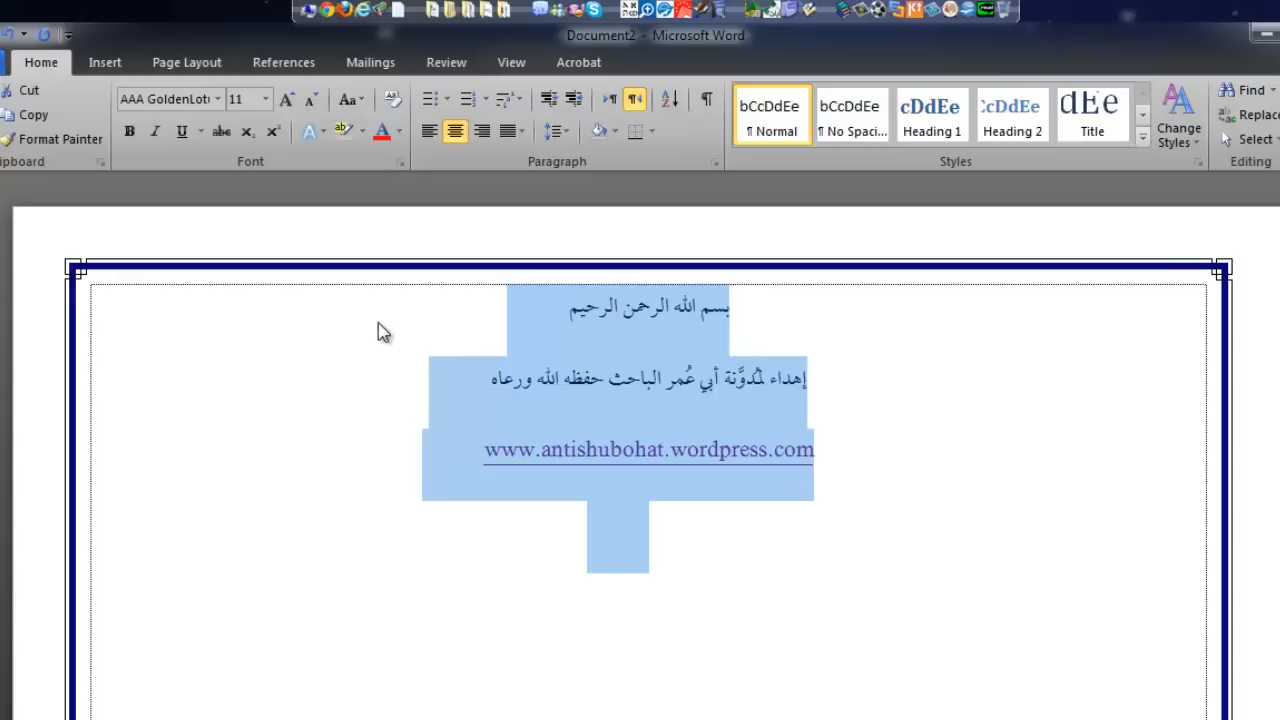 Document2 - Microsoft Word
Home Insert Page Layout References Mailings Review View Acrobat
Cut
Copy
Format Painter
ipboard
AAA GoldenLot 11
Font
Paragraph
bCcDdEe bCcDdEe cDdEe cDdEe dEe
¶ Normal ¶ No Spaci... Heading 1 Heading 2 Title
Change Styles
Styles
Find
Replace
Select
Editing
بسم الله الرحمن الرحيم
إهداء لمُدوَّنة أبي عُمر الباحث حفظه الله ورعاه
www.antishubohat.wordpress.com